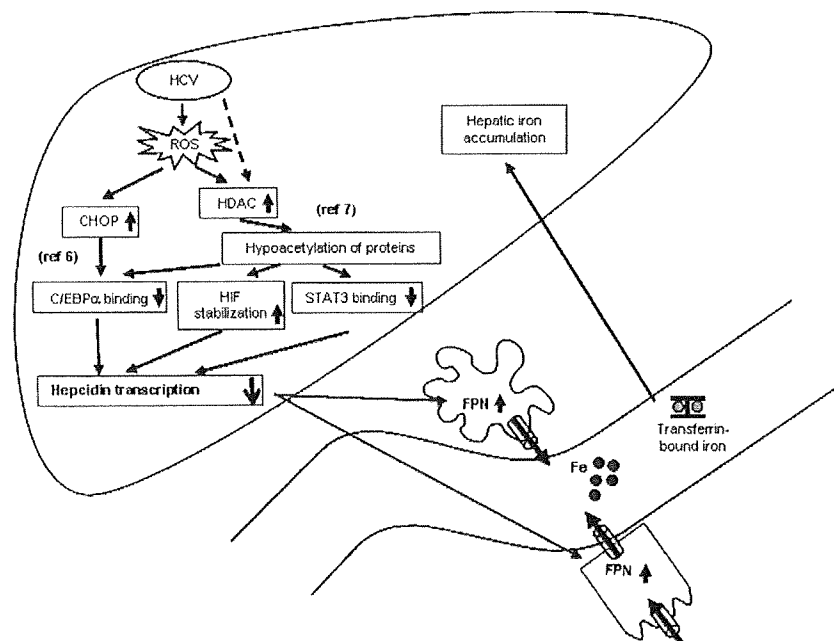 HCV
ROS
HDAC
(ref 7)
CHOP
Hypoacetylation of proteins
(ref 6)
C/EBPα binding
HIF
stabilization
STAT3 binding
Hepcidin transcription
Hepatic iron
accumulation
FPN
Transferrin-
bound iron
Fe
FPN